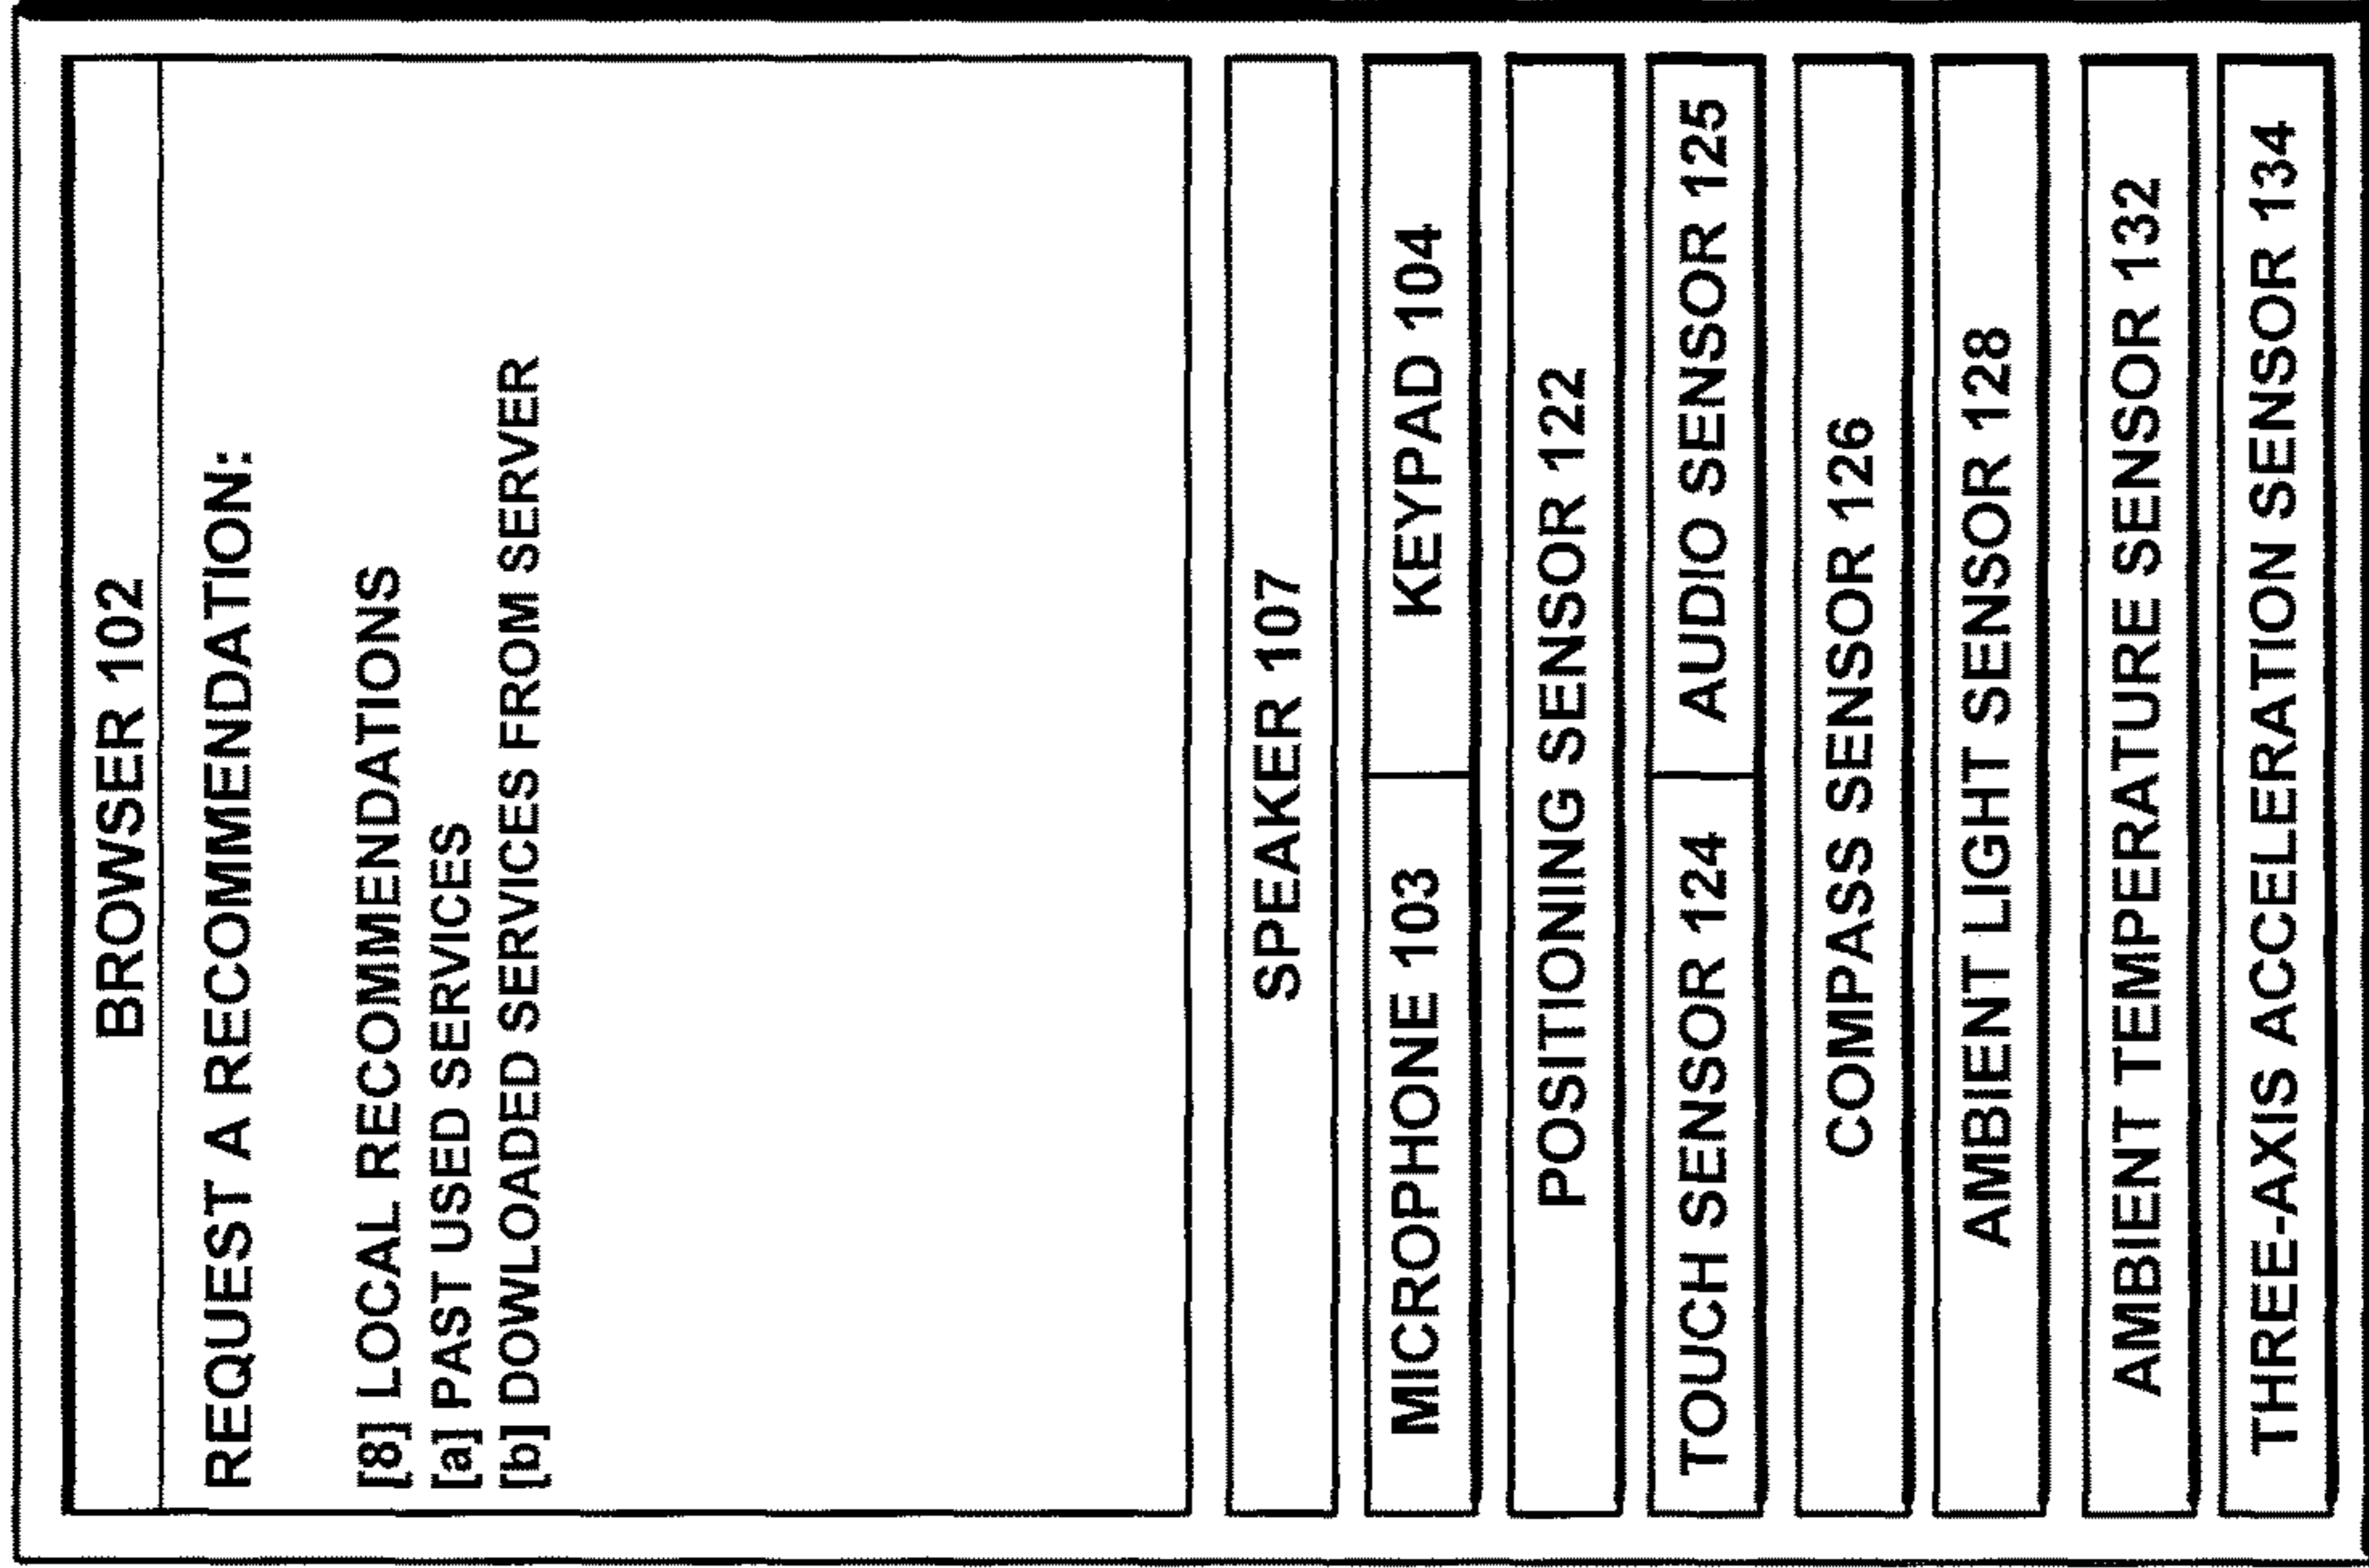 BROWSER 102
REQUEST A RECOMMENDATION:
[8] LOCAL RECOMMENDATIONS
[a] PAST USED SERVICES
[b] DOWLOADED SERVICES FROM SERVER
SPEAKER 107
MICROPHONE 103 KEYPAD 104
POSITIONING SENSOR 122
TOUCH SENSOR 124 AUDIO SENSOR 125
COMPASS SENSOR 126
AMBIENT LIGHT SENSOR 128
AMBIENT TEMPERATURE SENSOR 132
THREE-AXIS ACCELERATION SENSOR 134